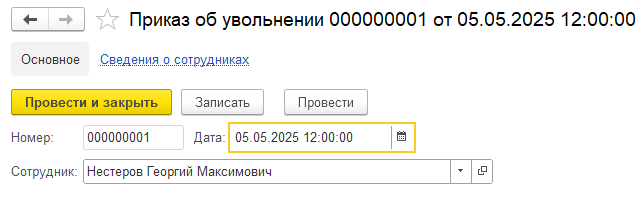 Приказ об увольнении 000000001 от 05.05.2025 12:00:00
Основное Сведения о сотрудниках
Провести и закрыть Записать Провести
Номер: 000000001 Дата: 05.05.2025 12:00:00
Сотрудник: Нестеров Георгий Максимович